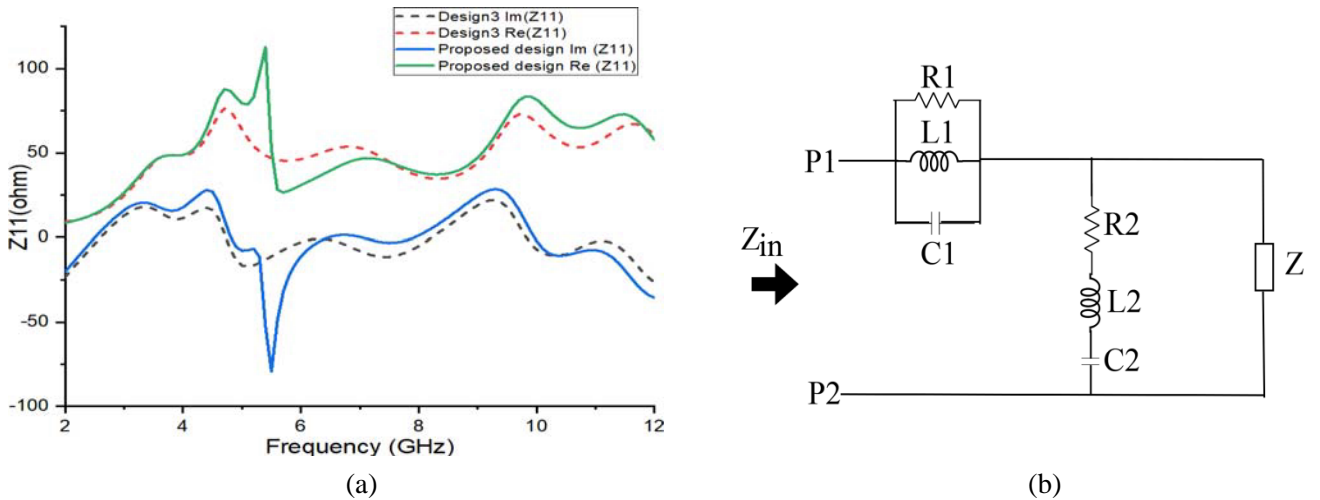 Design3 Im(Z11)
Design3 Re(Z11)
Proposed design Im (Z11)
Proposed design Re (Z11)
Z11(ohm)
100
50
0
-50
-100
2 4 6 8 10 12
Frequency (GHz)
(a)
R1
L1
P1
C1
R2
Zin
Z
L2
C2
P2
(b)